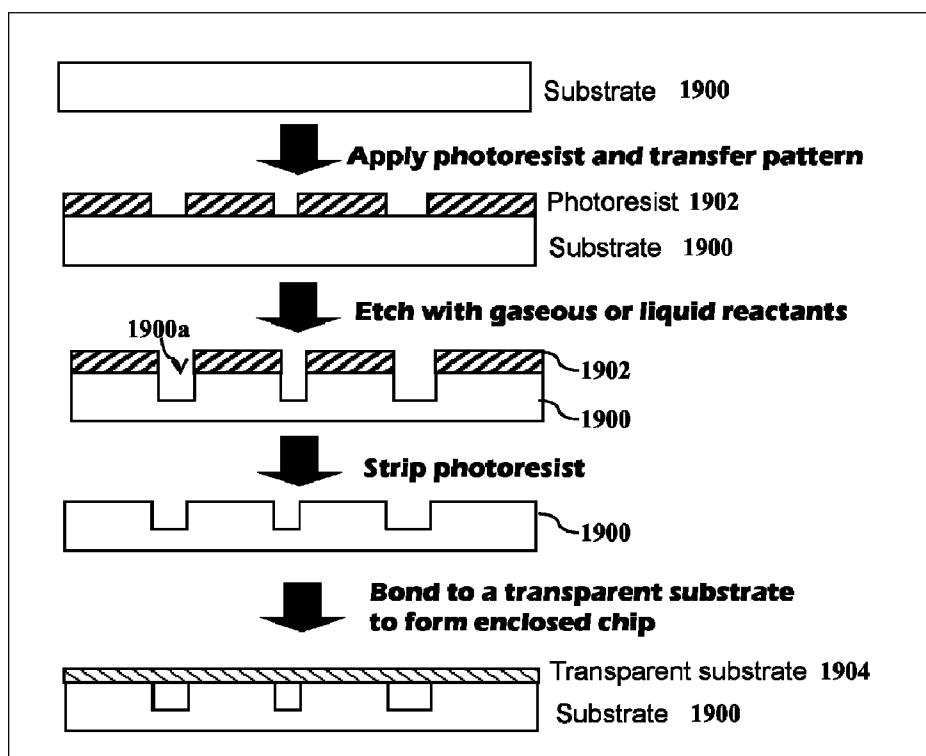 Substrate 1900
Apply photoresist and transfer pattern
Photoresist 1902
Substrate 1900
Etch with gaseous or liquid reactants
1900a
1902
1900
Strip photoresist
1900
Bond to a transparent substrate
to form enclosed chip
Transparent substrate 1904
Substrate 1900